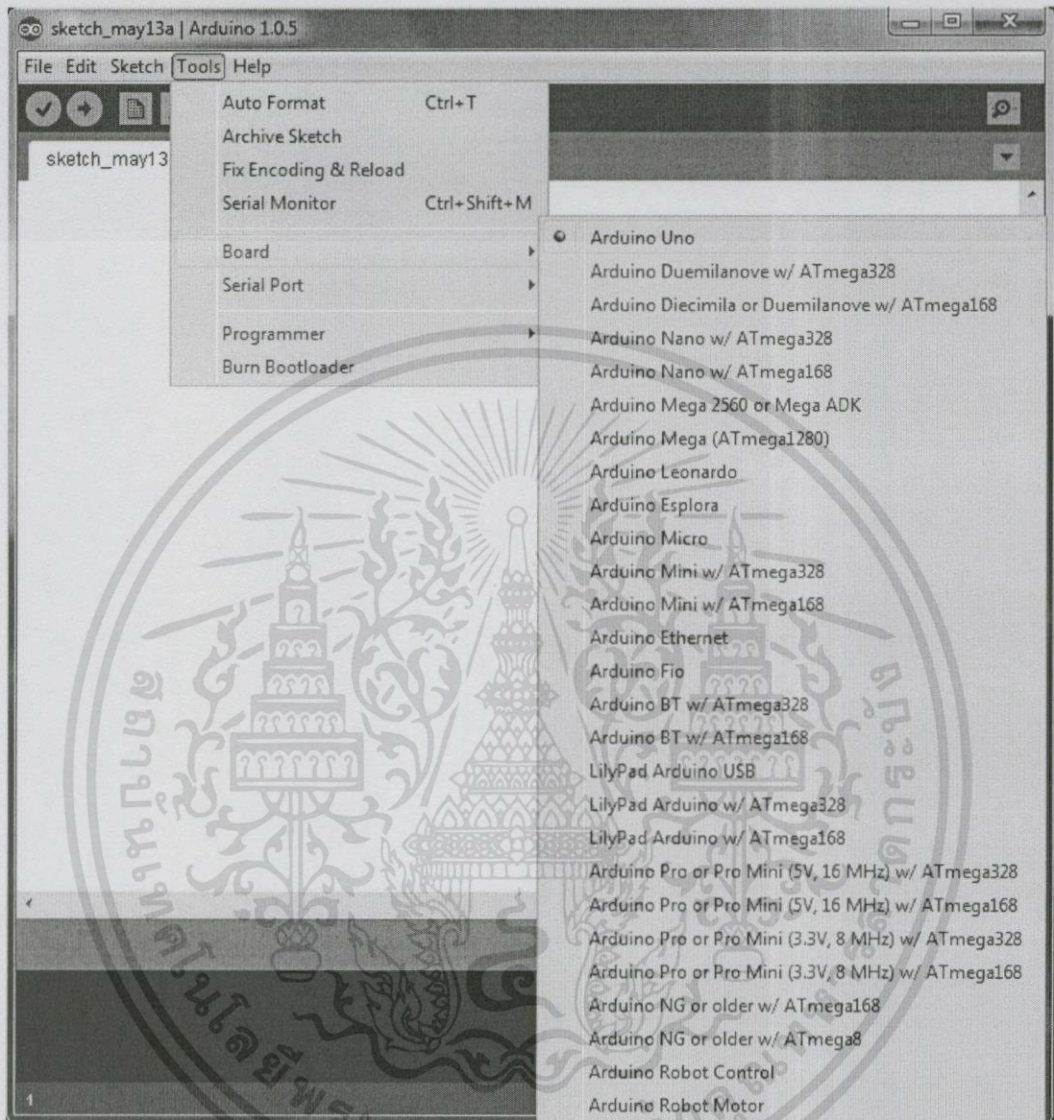 sketch_may13a | Arduino 1.0.5
File Edit Sketch Tools Help
sketch_may13
Auto Format Ctrl+T
Archive Sketch
Fix Encoding & Reload
Serial Monitor Ctrl+Shift+M
Board
Serial Port
Programmer
Burn Bootloader
Arduino Uno
Arduino Duemilanove w/ ATmega328
Arduino Diecimila or Duemilanove w/ ATmega168
Arduino Nano w/ ATmega328
Arduino Nano w/ ATmega168
Arduino Mega 2560 or Mega ADK
Arduino Mega (ATmega1280)
Arduino Leonardo
Arduino Esplora
Arduino Micro
Arduino Mini w/ ATmega328
Arduino Mini w/ ATmega168
Arduino Ethernet
Arduino Fio
Arduino BT w/ ATmega328
Arduino BT w/ ATmega168
LilyPad Arduino USB
LilyPad Arduino w/ ATmega328
LilyPad Arduino w/ ATmega168
Arduino Pro or Pro Mini (5V, 16 MHz) w/ ATmega328
Arduino Pro or Pro Mini (5V, 16 MHz) w/ ATmega168
Arduino Pro or Pro Mini (3.3V, 8 MHz) w/ ATmega328
Arduino Pro or Pro Mini (3.3V, 8 MHz) w/ ATmega168
Arduino NG or older w/ ATmega168
Arduino NG or older w/ ATmega8
Arduino Robot Control
Arduino Robot Motor
1